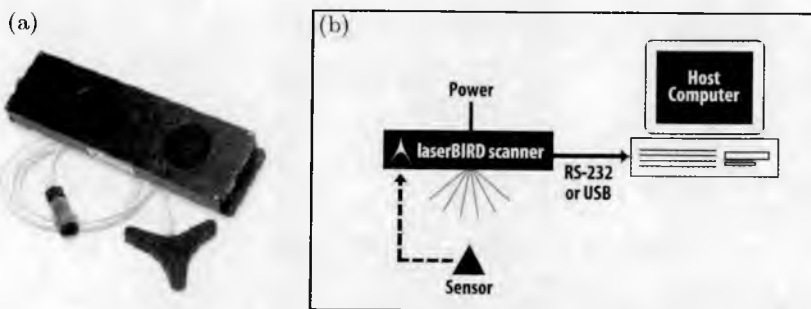 (a)
(b)
Host
Computer
Power
laserBIRD scanner
RS-232
or USB
Sensor